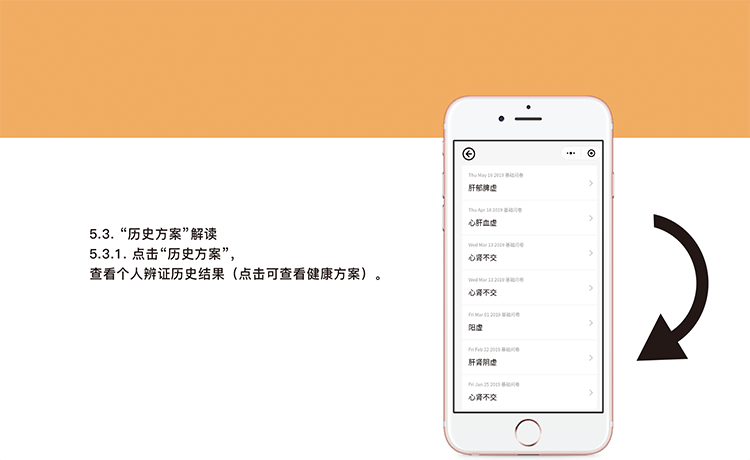 5.3. “历史方案”解读
5.3.1. 点击“历史方案”，
查看个人辨证历史结果（点击可查看健康方案）。
Thu May 16 2019 基础问卷
肝郁脾虚
Thu Apr 18 2019 基础问卷
心肝血虚
Wed Mar 13 2019 基础问卷
心肾不交
Wed Mar 13 2019 基础问卷
心肾不交
Fri Mar 01 2019 基础问卷
阳虚
Fri Feb 22 2019 基础问卷
肝肾阴虚
Fri Jan 25 2019 基础问卷
心肾不交